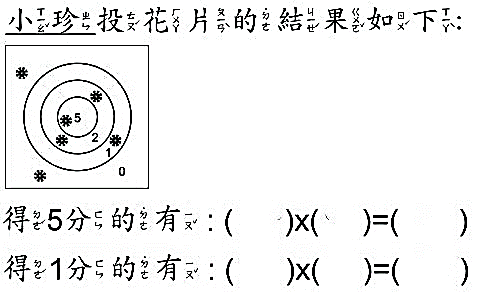 小珍投花片的結果如下:
5
2
1
0
得5分的有:( )x( )=( )
得1分的有:( )x( )=( )